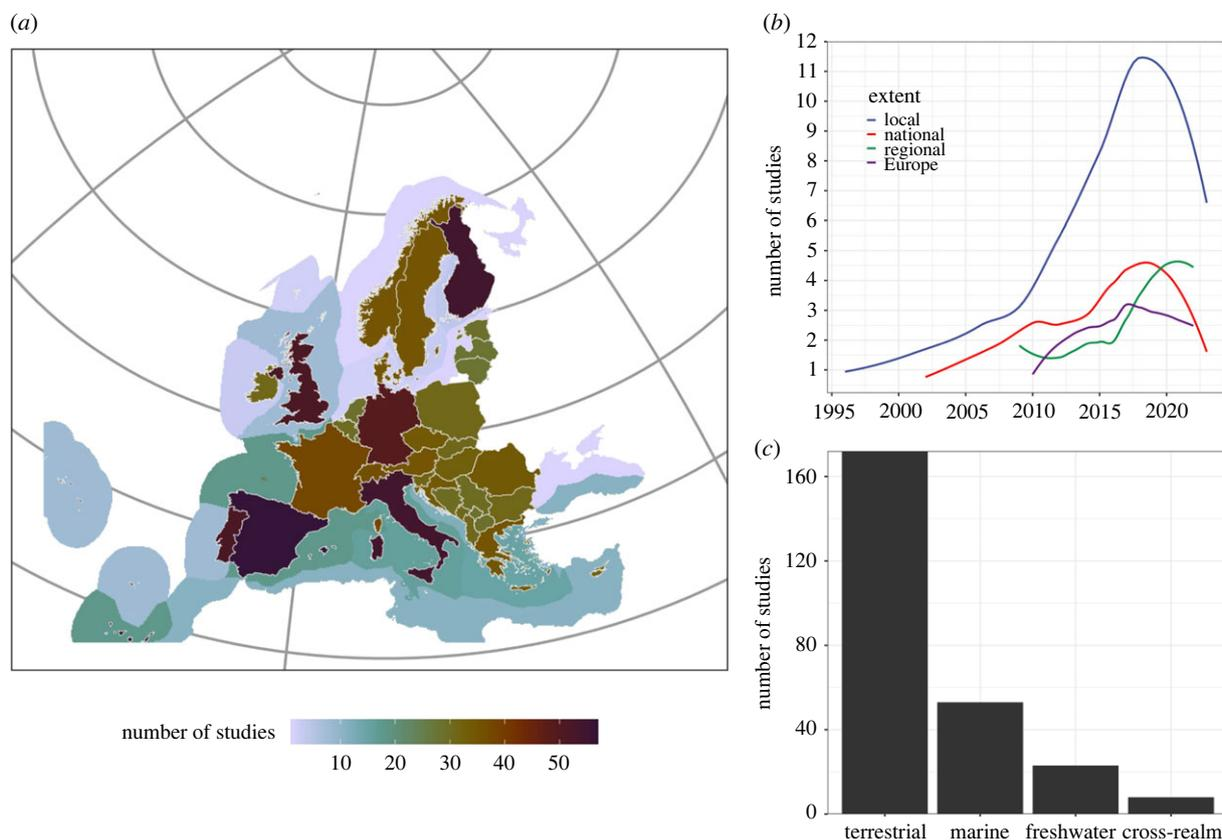 (a)
number of studies
10 20 30 40 50
(b)
12
11
10
9
8
7
6
5
4
3
2
1
number of studies
extent
local
national
regional
Europe
1995 2000 2005 2010 2015 2020
(c)
160
120
80
40
0
number of studies
terrestrial marine freshwater cross-realm